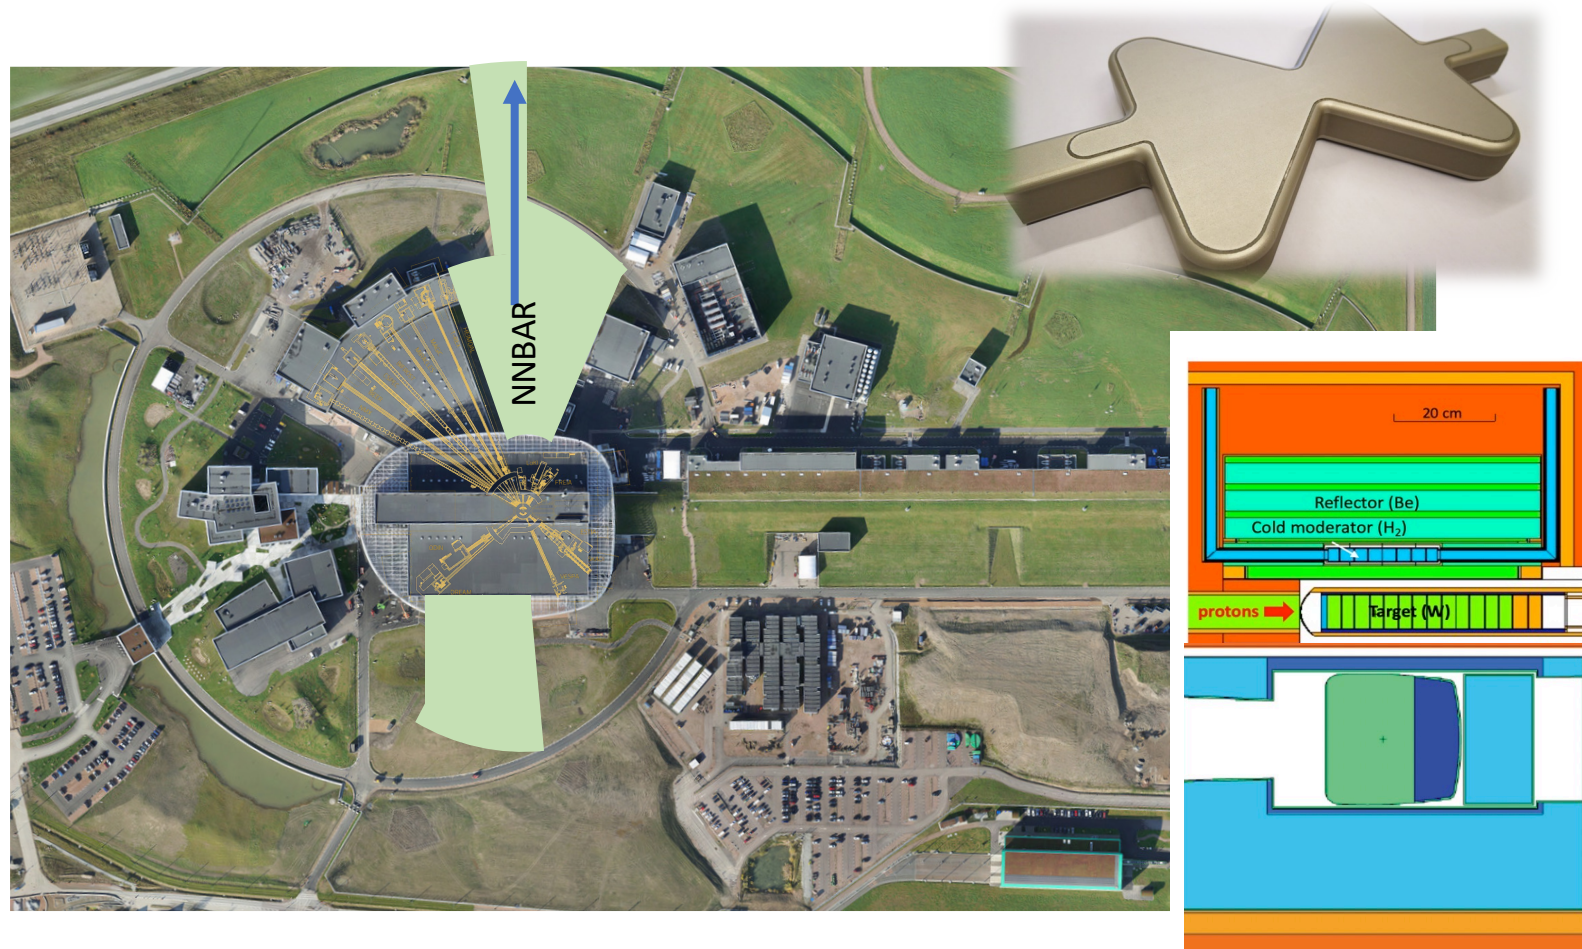 NNBAR
20 cm
Reflector (Be)
Cold moderator (H₂)
protons
Target (W)